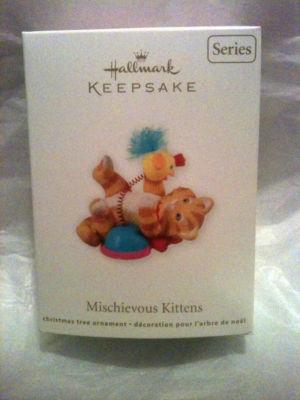 Series
Hallmark
KEEPSAKE
Mischievous Kittens
christmas tree ornament • décoration pour l'arbre de noël